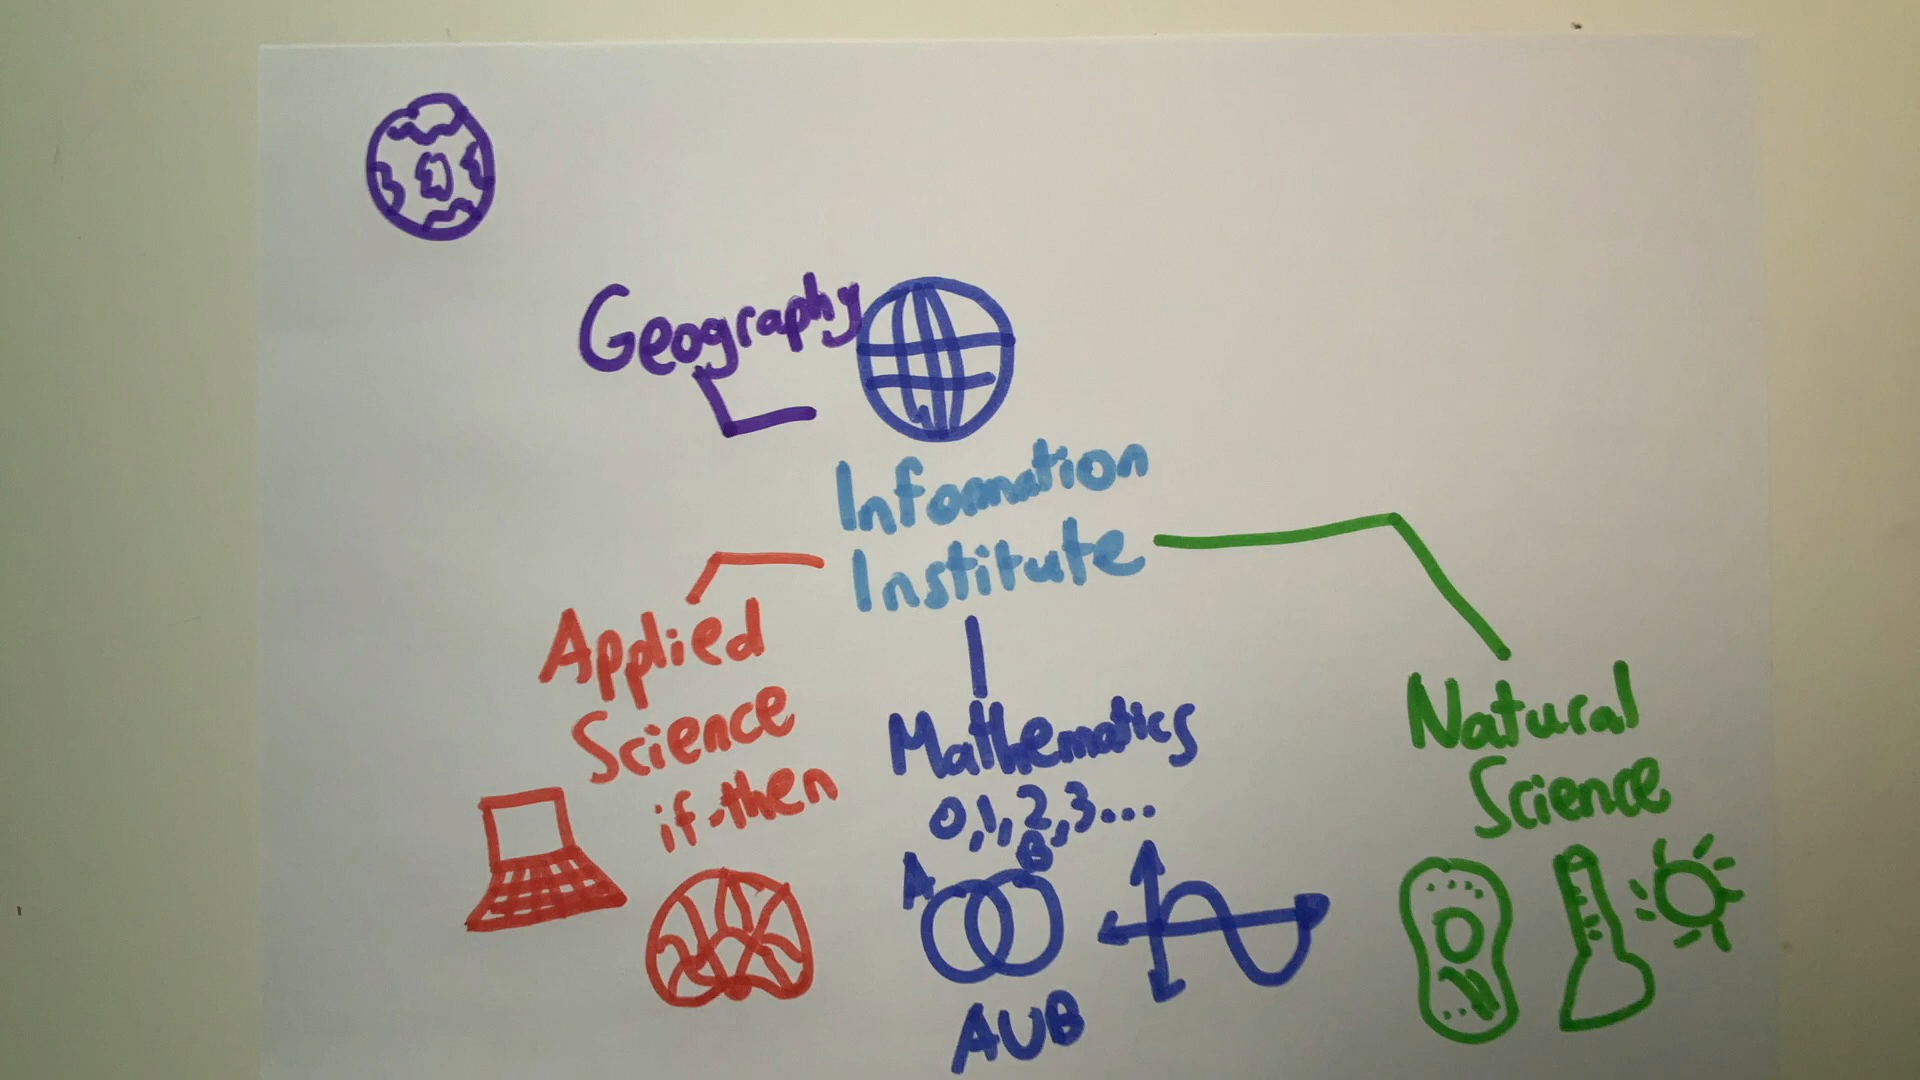 Geography
Information
Institute
Applied
Science
if-then
Mathematics
0,1,2,3...
A B
AUB
Natural
Science